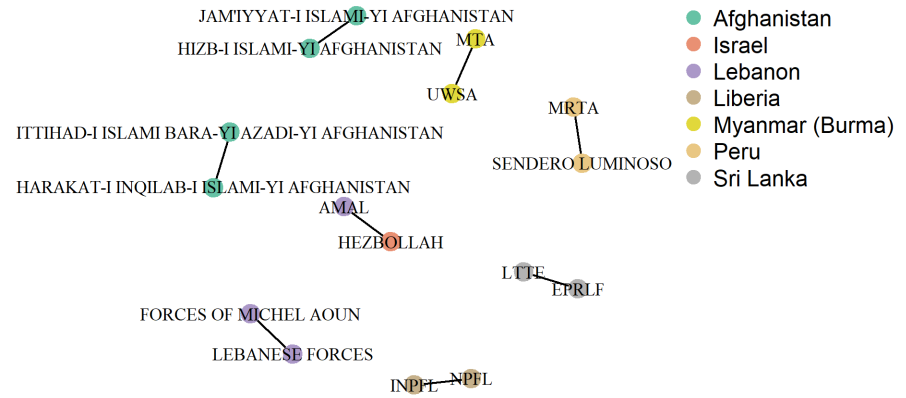 JAM'IYYAT-I ISLAMI-YI AFGHANISTAN
HIZB-I ISLAMI-YI AFGHANISTAN
MTA
UWSA
MRTA
SENDERO LUMINOSO
ITTIHAD-I ISLAMI BARA-YI AZADI-YI AFGHANISTAN
HARAKAT-I INQILAB-I ISLAMI-YI AFGHANISTAN
AMAL
HEZBOLLAH
LTTE
EPRLF
FORCES OF MICHEL AOUN
LEBANESE FORCES
INPFL
NPFL
Afghanistan
Israel
Lebanon
Liberia
Myanmar (Burma)
Peru
Sri Lanka